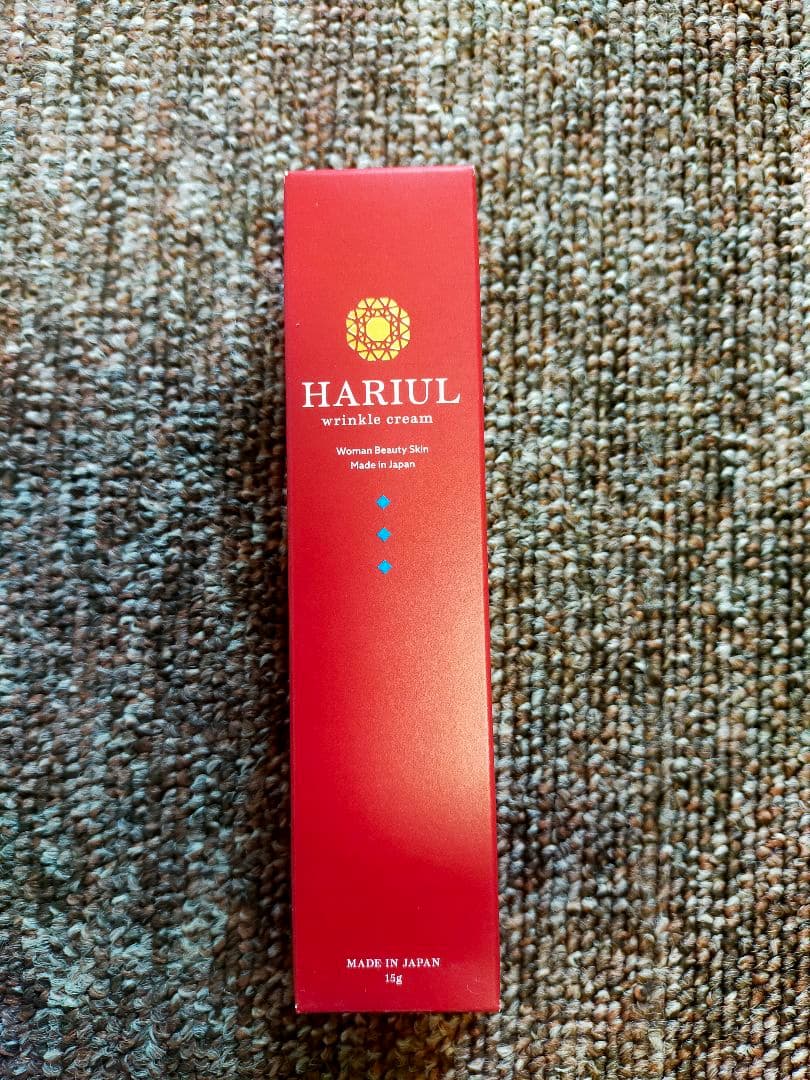 HARIUL
wrinkle cream
Woman Beauty Skin
Made in Japan
MADE IN JAPAN
15g